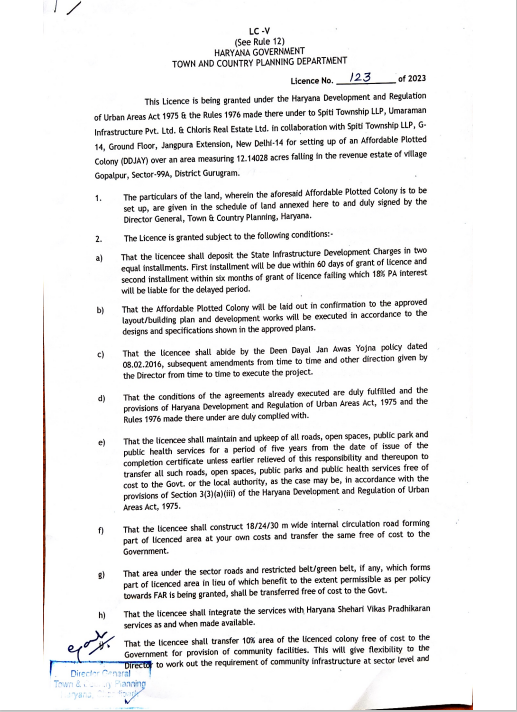 LC -V
(See Rule 12)
HARYANA GOVERNMENT
TOWN AND COUNTRY PLANNING DEPARTMENT
Licence No. 123 of 2023
This Licence is being granted under the Haryana Development and Regulation
of Urban Areas Act 1975 & the Rules 1976 made there under to Spiti Township LLP, Umaraman
Infrastructure Pvt. Ltd. & Chloris Real Estate Ltd. in collaboration with Spiti Township LLP, G-
14, Ground Floor, Jangpura Extension, New Delhi-14 for setting up of an Affordable Plotted
Colony (DDJAY) over an area measuring 12.14028 acres falling in the revenue estate of village
Gopalpur, Sector-99A, District Gurugram.
1. The particulars of the land, wherein the aforesaid Affordable Plotted Colony is to be
set up, are given in the schedule of land annexed here to and duly signed by the
Director General, Town & Country Planning, Haryana.
2. The Licence is granted subject to the following conditions:-
a) That the licencee shall deposit the State Infrastructure Development Charges in two
equal installments. First installment will be due within 60 days of grant of licence and
second installment within six months of grant of licence failing which 18% PA interest
will be liable for the delayed period.
b) That the Affordable Plotted Colony will be laid out in confirmation to the approved
layout/building plan and development works will be executed in accordance to the
designs and specifications shown in the approved plans.
c) That the licencee shall abide by the Deen Dayal Jan Awas Yojna policy dated
08.02.2016, subsequent amendments from time to time and other direction given by
the Director from time to time to execute the project.
d) That the conditions of the agreements already executed are duly fulfilled and the
provisions of Haryana Development and Regulation of Urban Areas Act, 1975 and the
Rules 1976 made there under are duly complied with.
e) That the licencee shall maintain and upkeep of all roads, open spaces, public park and
public health services for a period of five years from the date of issue of the
completion certificate unless earlier relieved of this responsibility and thereupon to
transfer all such roads, open spaces, public parks and public health services free of
cost to the Govt. or the local authority, as the case may be, in accordance with the
provisions of Section 3(3)(a)(iii) of the Haryana Development and Regulation of Urban
Areas Act, 1975.
f) That the licencee shall construct 18/24/30 m wide internal circulation road forming
part of licenced area at your own costs and transfer the same free of cost to the
Government.
g) That area under the sector roads and restricted belt/green belt, if any, which forms
part of licenced area in lieu of which benefit to the extent permissible as per policy
towards FAR is being granted, shall be transferred free of cost to the Govt.
h) That the licencee shall integrate the services with Haryana Shehari Vikas Pradhikaran
services as and when made available.
That the licencee shall transfer 10% area of the licenced colony free of cost to the
Government for provision of community facilities. This will give flexibility to the
Director to work out the requirement of community infrastructure at sector level and
Director General
Town & Planning